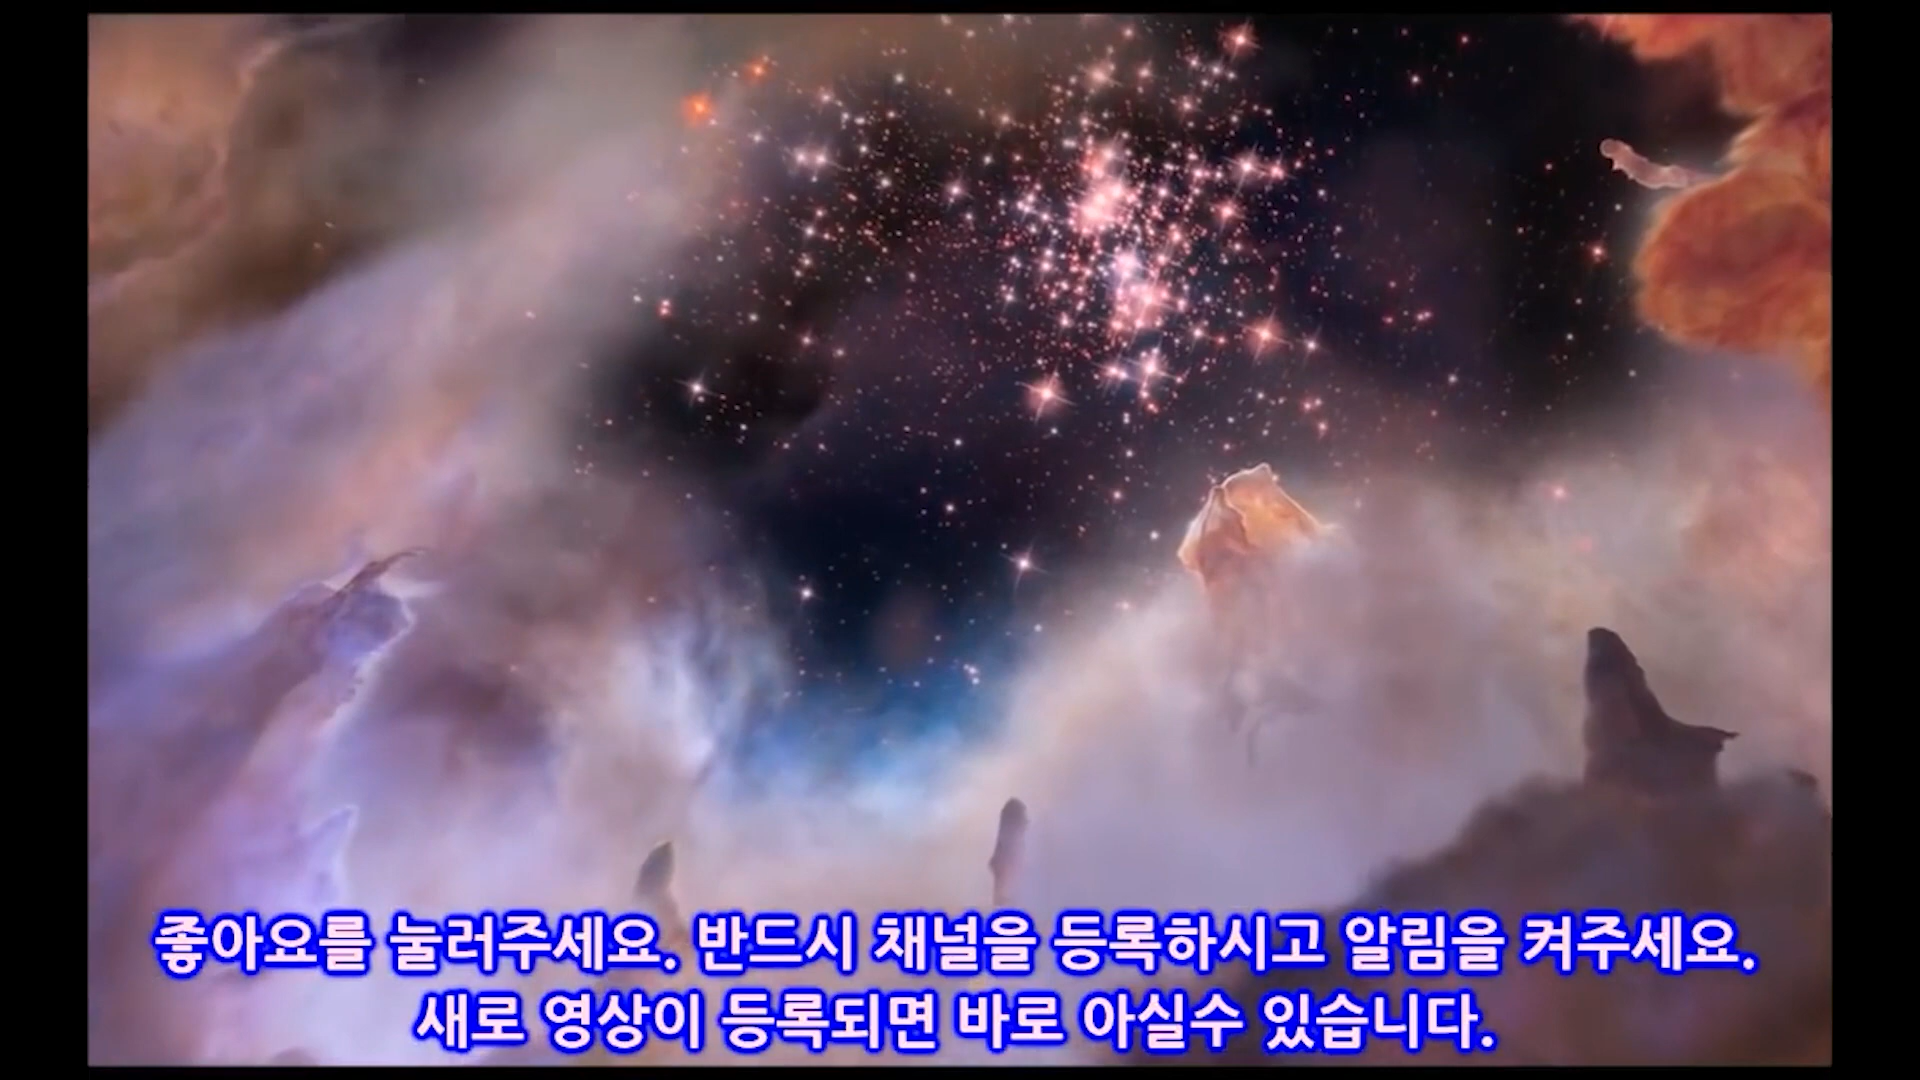 좋아요를 눌러주세요. 반드시 채널을 등록하시고 알림을 켜주세요.
새로 영상이 등록되면 바로 아실수 있습니다.